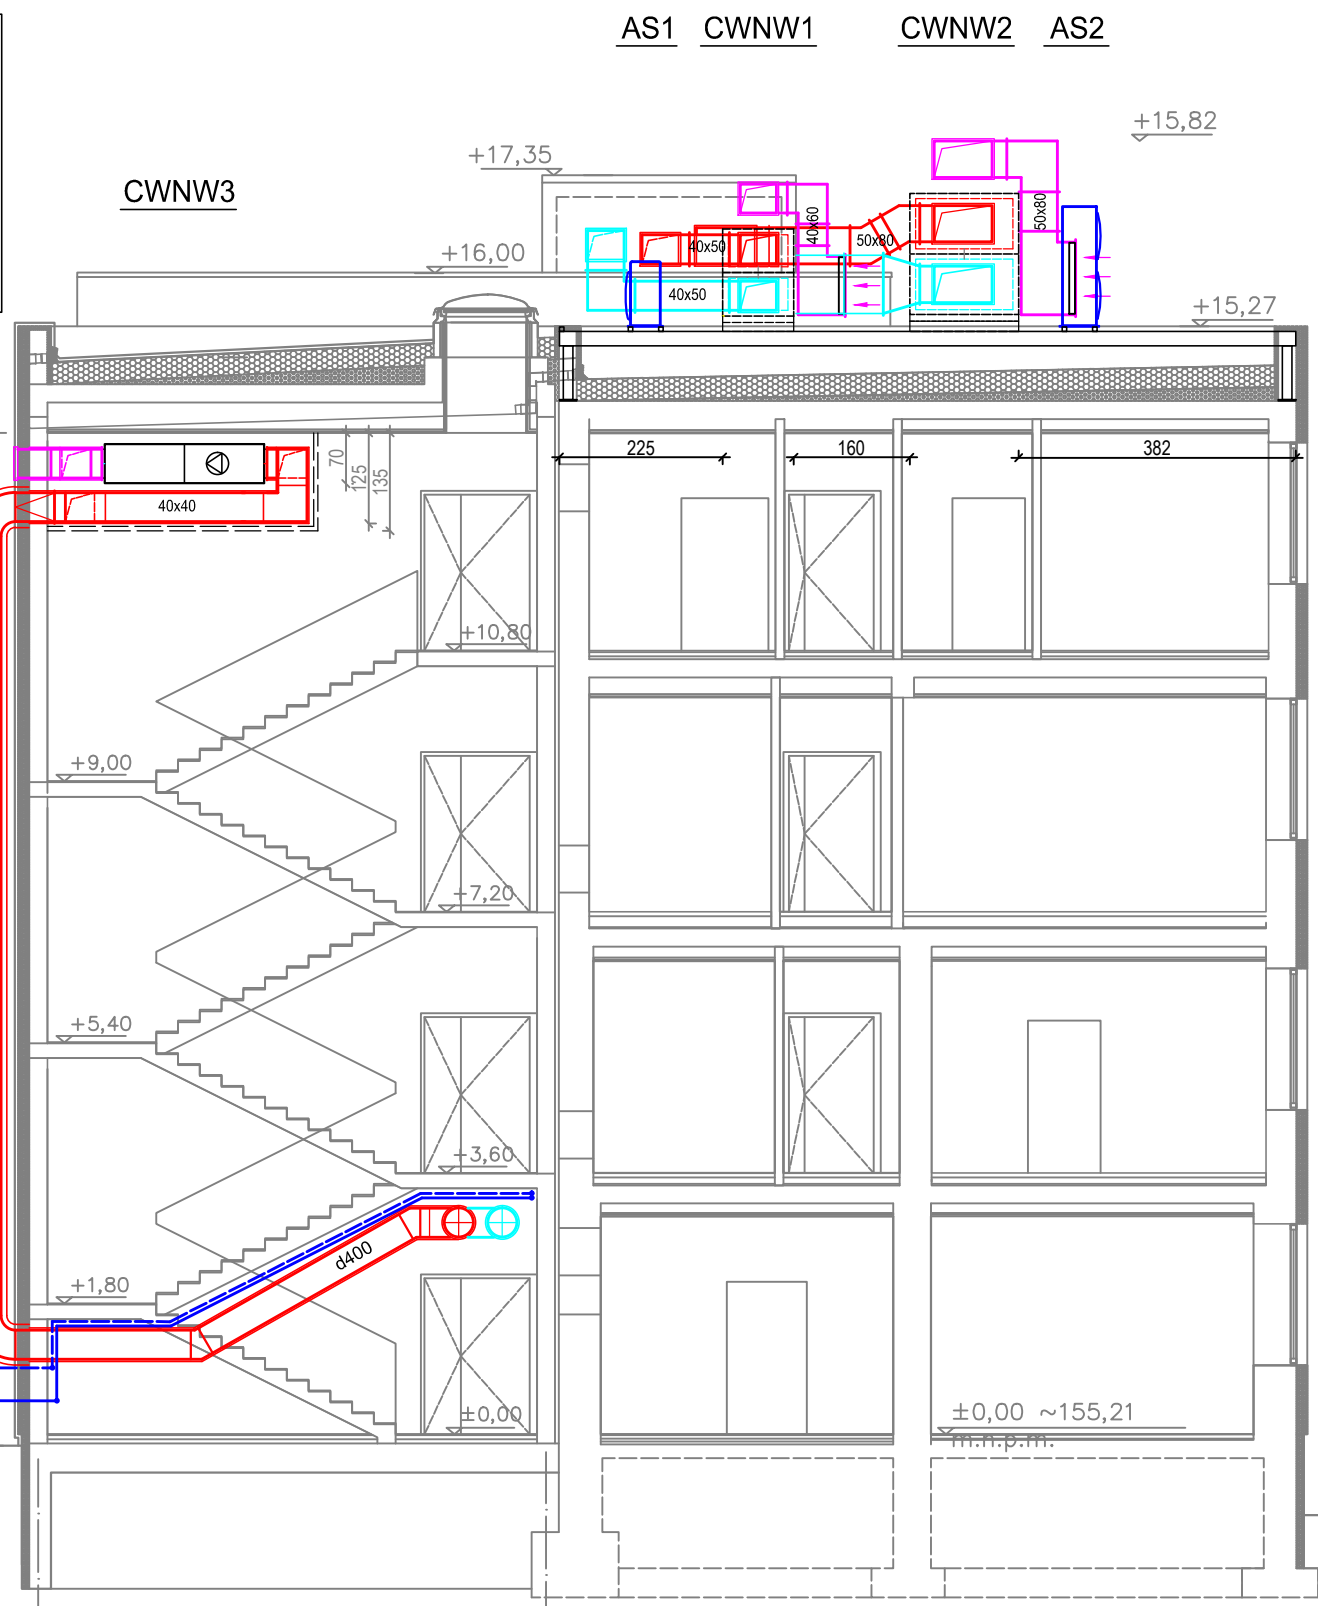 AS1 CWNW1 CWNW2 AS2
+15,82
+17,35
CWNW3
40x60
50x80
40x50
50x80
+16,00
40x50
+15,27
225
160
382
70
125
135
40x40
+10,80
+9,00
+7,20
+5,40
+3,60
d400
+1,80
±0,00
±0,00 ~155,21
m.n.p.m.